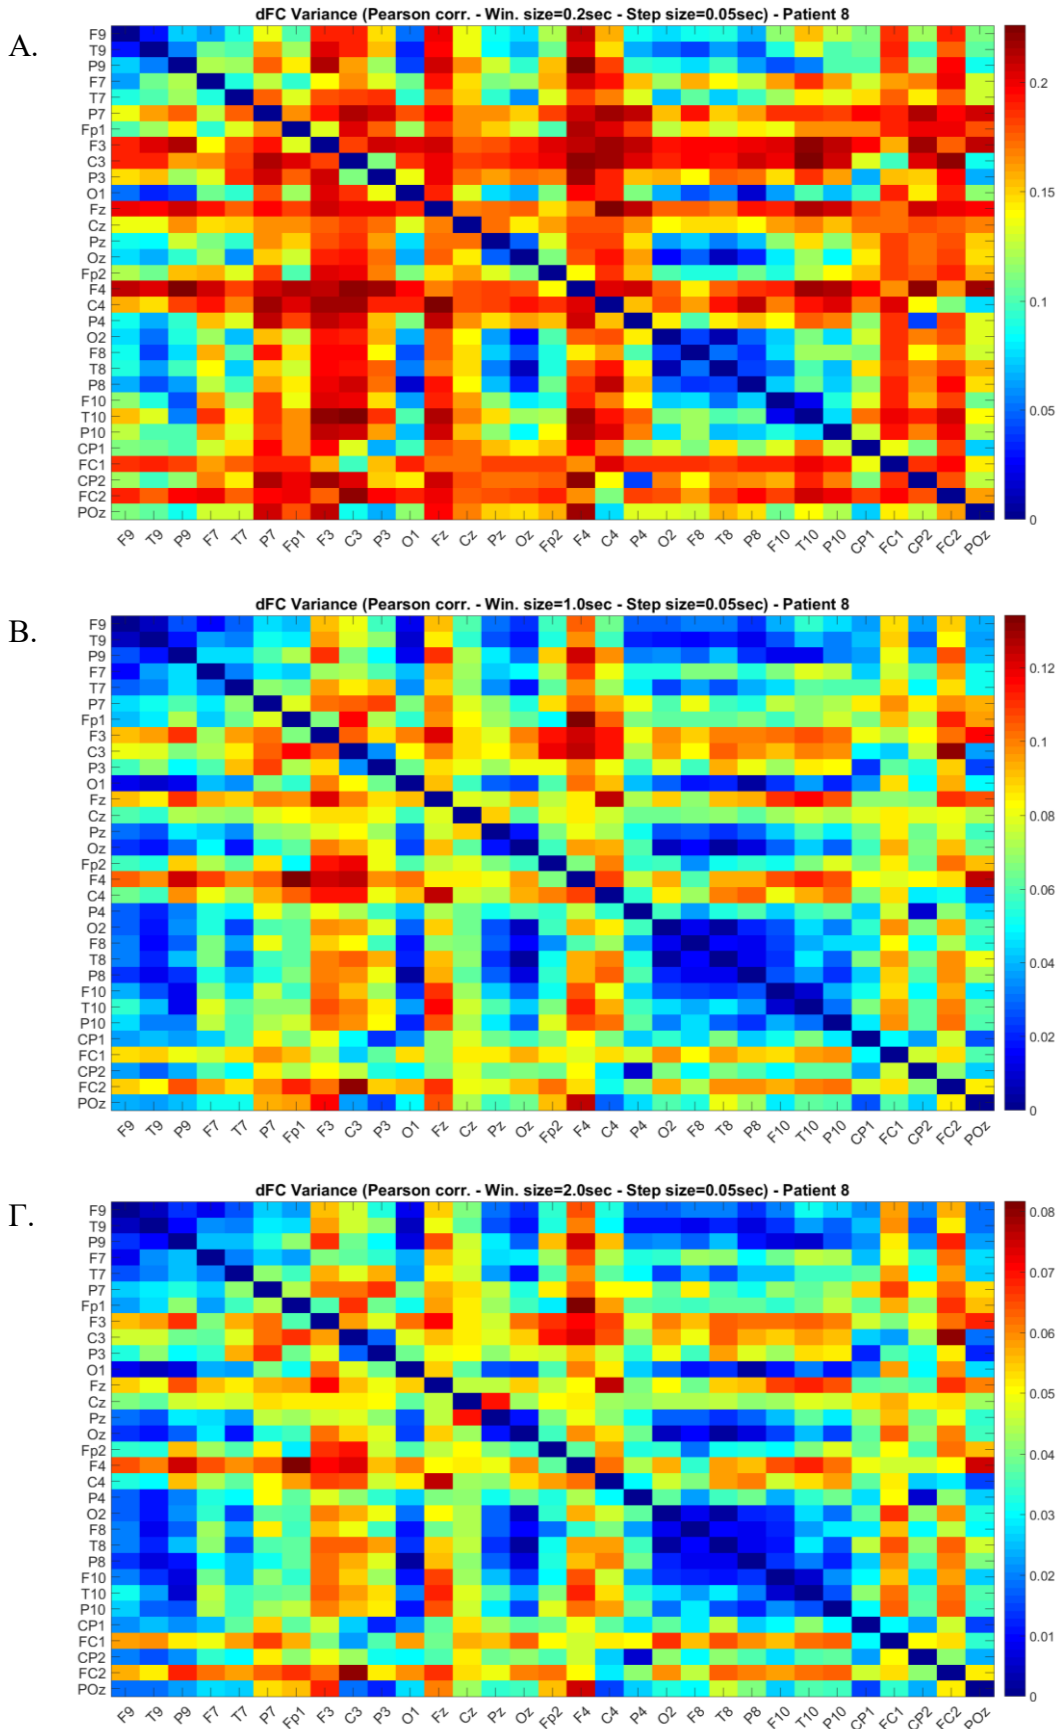 Α.
dFC Variance (Pearson corr. - Win. size=0.2sec - Step size=0.05sec) - Patient 8
F9
T9
P9
F7
T7
P7
Fp1
F3
C3
P3
O1
Fz
Cz
Pz
Oz
Fp2
F4
C4
P4
O2
F8
T8
P8
F10
T10
P10
CP1
FC1
CP2
FC2
POz
F9 T9 P9 F7 T7 P7 Fp1 F3 C3 P3 O1 Fz Cz Pz Oz Fp2 F4 C4 P4 O2 F8 T8 P8 F10 T10 P10 CP1 FC1 CP2 FC2 POz
0.2
0.15
0.1
0.05
0
Β.
dFC Variance (Pearson corr. - Win. size=1.0sec - Step size=0.05sec) - Patient 8
F9
T9
P9
F7
T7
P7
Fp1
F3
C3
P3
O1
Fz
Cz
Pz
Oz
Fp2
F4
C4
P4
O2
F8
T8
P8
F10
T10
P10
CP1
FC1
CP2
FC2
POz
F9 T9 P9 F7 T7 P7 Fp1 F3 C3 P3 O1 Fz Cz Pz Oz Fp2 F4 C4 P4 O2 F8 T8 P8 F10 T10 P10 CP1 FC1 CP2 FC2 POz
0.12
0.1
0.08
0.06
0.04
0.02
0
Γ.
dFC Variance (Pearson corr. - Win. size=2.0sec - Step size=0.05sec) - Patient 8
F9
T9
P9
F7
T7
P7
Fp1
F3
C3
P3
O1
Fz
Cz
Pz
Oz
Fp2
F4
C4
P4
O2
F8
T8
P8
F10
T10
P10
CP1
FC1
CP2
FC2
POz
F9 T9 P9 F7 T7 P7 Fp1 F3 C3 P3 O1 Fz Cz Pz Oz Fp2 F4 C4 P4 O2 F8 T8 P8 F10 T10 P10 CP1 FC1 CP2 FC2 POz
0.08
0.07
0.06
0.05
0.04
0.03
0.02
0.01
0